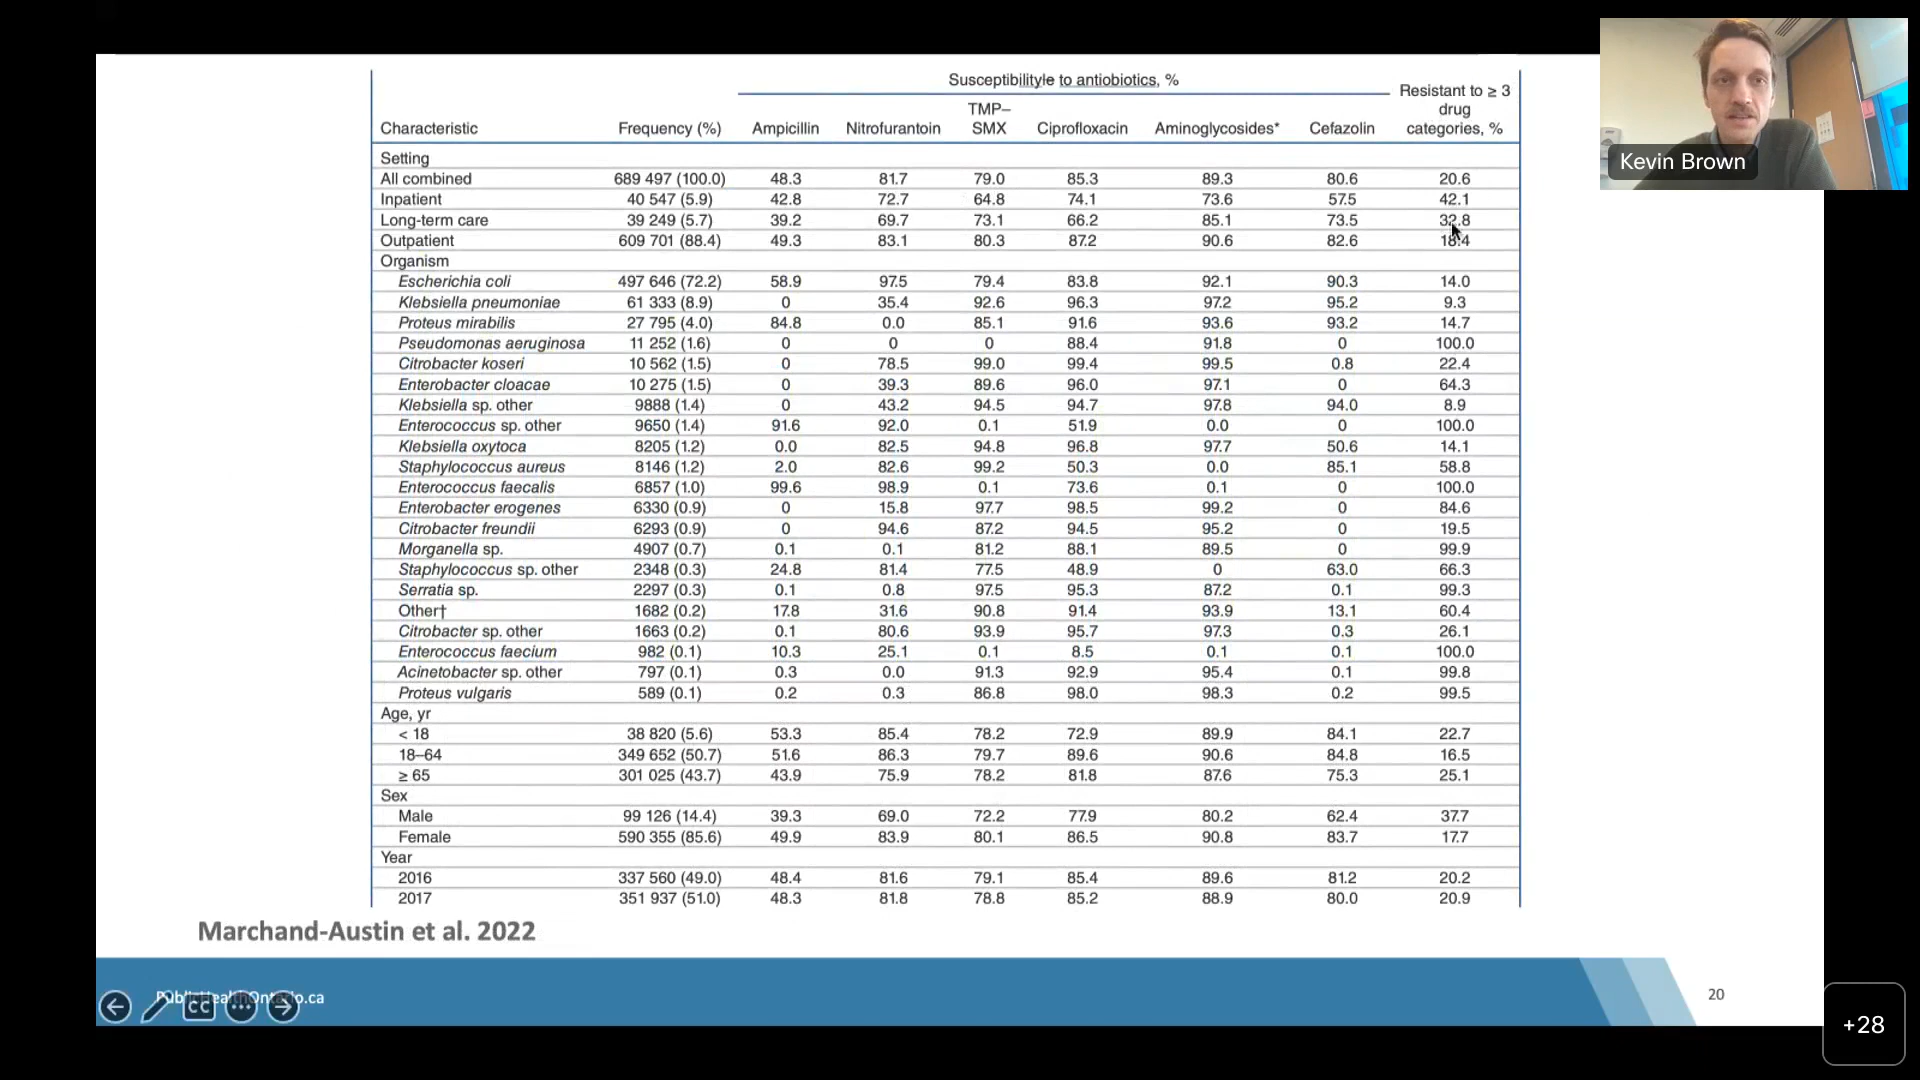 Susceptibilityle to antiobiotics, %
Resistant to ≥ 3
drug
categories, %
Characteristic Frequency (%) Ampicillin Nitrofurantoin TMP–
SMX Ciprofloxacin Aminoglycosides* Cefazolin
Setting
All combined 689 497 (100.0) 48.3 81.7 79.0 85.3 89.3 80.6 20.6
Inpatient 40 547 (5.9) 42.8 72.7 64.8 74.1 73.6 57.5 42.1
Long-term care 39 249 (5.7) 39.2 69.7 73.1 66.2 85.1 73.5 32.8
Outpatient 609 701 (88.4) 49.3 83.1 80.3 87.2 90.6 82.6 18.4
Organism
Escherichia coli 497 646 (72.2) 58.9 97.5 79.4 83.8 92.1 90.3 14.0
Klebsiella pneumoniae 61 333 (8.9) 0 35.4 92.6 96.3 97.2 95.2 9.3
Proteus mirabilis 27 795 (4.0) 84.8 0.0 85.1 91.6 93.6 93.2 14.7
Pseudomonas aeruginosa 11 252 (1.6) 0 0 0 88.4 91.8 0 100.0
Citrobacter koseri 10 562 (1.5) 0 78.5 99.0 99.4 99.5 0.8 22.4
Enterobacter cloacae 10 275 (1.5) 0 39.3 89.6 96.0 97.1 0 64.3
Klebsiella sp. other 9888 (1.4) 0 43.2 94.5 94.7 97.8 94.0 8.9
Enterococcus sp. other 9650 (1.4) 91.6 92.0 0.1 51.9 0.0 0 100.0
Klebsiella oxytoca 8205 (1.2) 0.0 82.5 94.8 96.8 97.7 50.6 14.1
Staphylococcus aureus 8146 (1.2) 2.0 82.6 99.2 50.3 0.0 85.1 58.8
Enterococcus faecalis 6857 (1.0) 99.6 98.9 0.1 73.6 0.1 0 100.0
Enterobacter erogenes 6330 (0.9) 0 15.8 97.7 98.5 99.2 0 84.6
Citrobacter freundii 6293 (0.9) 0 94.6 87.2 94.5 95.2 0 19.5
Morganella sp. 4907 (0.7) 0.1 0.1 81.2 88.1 89.5 0 99.9
Staphylococcus sp. other 2348 (0.3) 24.8 81.4 77.5 48.9 0 63.0 66.3
Serratia sp. 2297 (0.3) 0.1 0.8 97.5 95.3 87.2 0.1 99.3
Other† 1682 (0.2) 17.8 31.6 90.8 91.4 93.9 13.1 60.4
Citrobacter sp. other 1663 (0.2) 0.1 80.6 93.9 95.7 97.3 0.3 26.1
Enterococcus faecium 982 (0.1) 10.3 25.1 0.1 8.5 0.1 0.1 100.0
Acinetobacter sp. other 797 (0.1) 0.3 0.0 91.3 92.9 95.4 0.1 99.8
Proteus vulgaris 589 (0.1) 0.2 0.3 86.8 98.0 98.3 0.2 99.5
Age, yr
< 18 38 820 (5.6) 53.3 85.4 78.2 72.9 89.9 84.1 22.7
18–64 349 652 (50.7) 51.6 86.3 79.7 89.6 90.6 84.8 16.5
≥ 65 301 025 (43.7) 43.9 75.9 78.2 81.8 87.6 75.3 25.1
Sex
Male 99 126 (14.4) 39.3 69.0 72.2 77.9 80.2 62.4 37.7
Female 590 355 (85.6) 49.9 83.9 80.1 86.5 90.8 83.7 17.7
Year
2016 337 560 (49.0) 48.4 81.6 79.1 85.4 89.6 81.2 20.2
2017 351 937 (51.0) 48.3 81.8 78.8 85.2 88.9 80.0 20.9
Marchand-Austin et al. 2022
PublicHealthOntario.ca
CC
20
Kevin Brown
+28